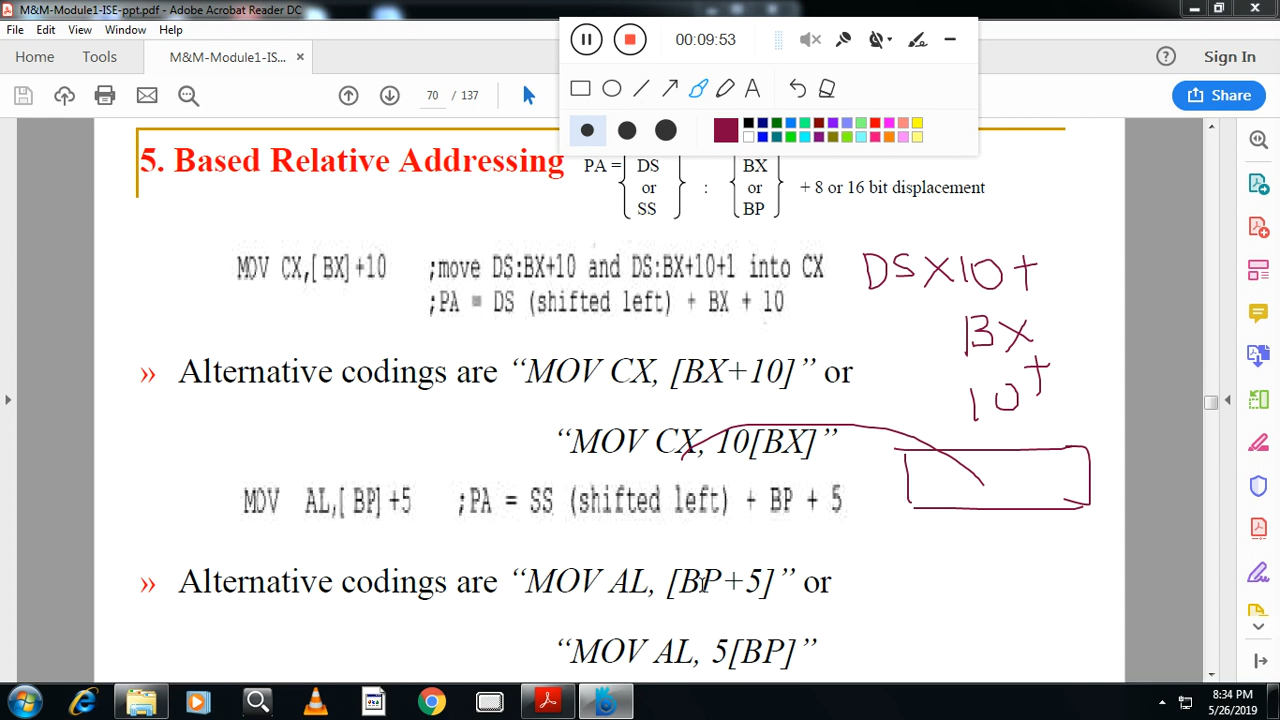 M&M-Module1-ISE-ppt.pdf - Adobe Acrobat Reader DC
File Edit View Window Help
Home Tools M&M-Module1-ISE-... × Sign In
00:09:53
70 / 137 Share
5. Based Relative Addressing
PA = DS or SS : BX or BP + 8 or 16 bit displacement
MOV CX,[BX]+10 ;move DS:BX+10 and DS:BX+10+1 into CX
;PA = DS (shifted left) + BX + 10
DS×10+
BX
+
10
» Alternative codings are “MOV CX, [BX+10]” or
“MOV CX, 10[BX]”
MOV AL,[BP]+5 ;PA = SS (shifted left) + BP + 5
» Alternative codings are “MOV AL, [BP+5]” or
“MOV AL, 5[BP]”
8:34 PM
5/26/2019